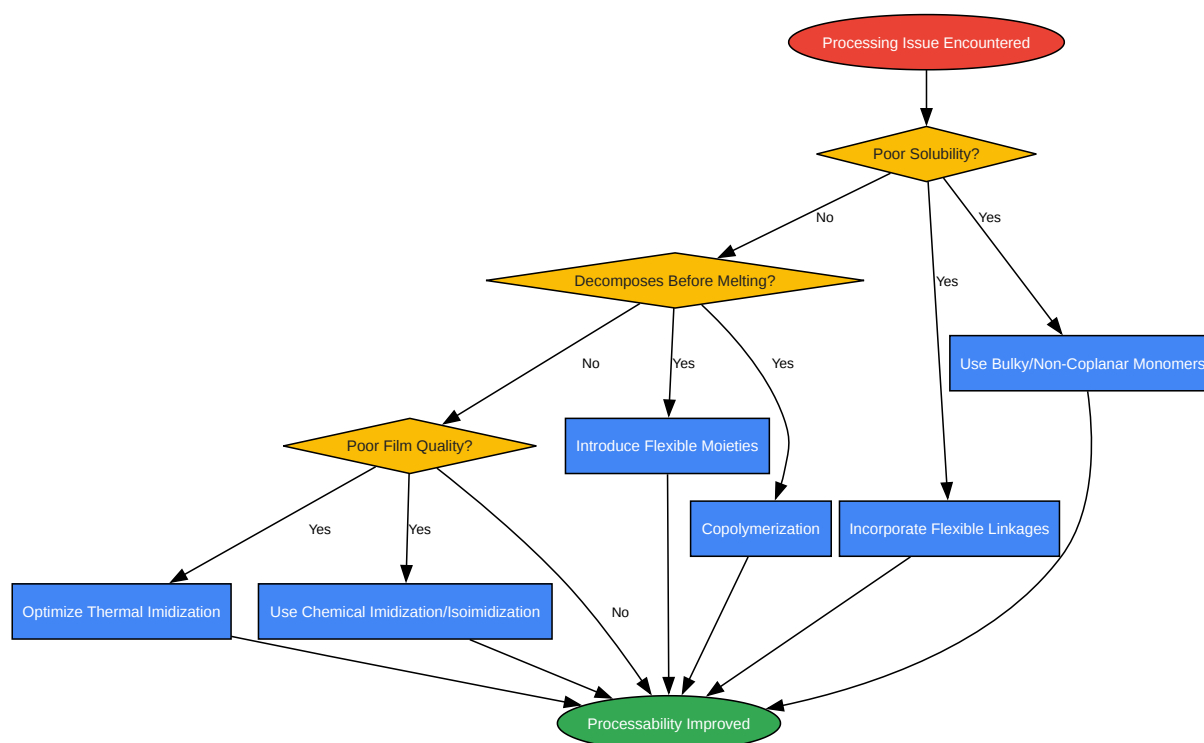 Processing Issue Encountered
Poor Solubility?
No
Yes
Yes
Decomposes Before Melting?
Use Bulky/Non-Coplanar Monomers
No
Yes
Yes
Poor Film Quality?
Introduce Flexible Moieties
Copolymerization
Incorporate Flexible Linkages
Yes
Yes
No
Optimize Thermal Imidization
Use Chemical Imidization/Isoimidization
Processability Improved